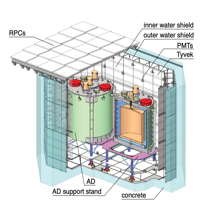 inner water shield
RPCs
outer water shield
PMTs
Tyvek
AD
AD support stand
concrete